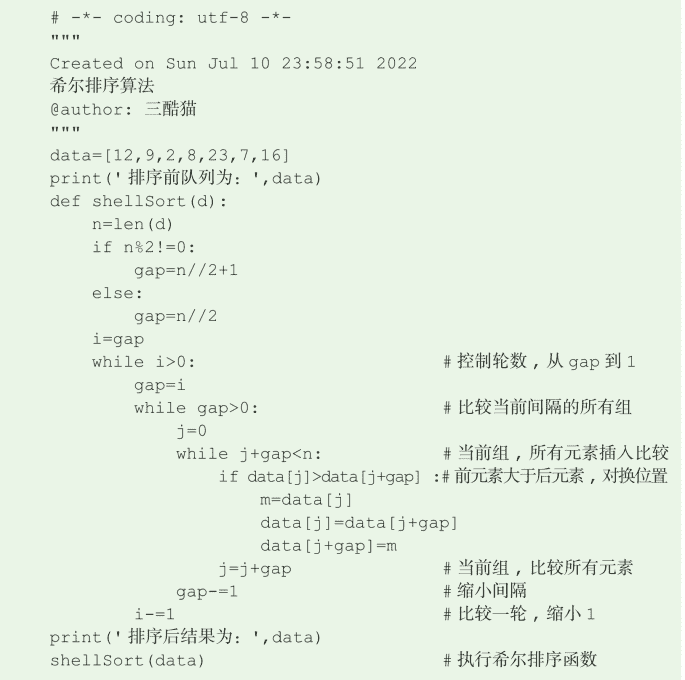 # -*- coding: utf-8 -*-
"""
Created on Sun Jul 10 23:58:51 2022
希尔排序算法
@author: 三酷猫
"""
data=[12,9,2,8,23,7,16]
print('排序前队列为: ',data)
def shellSort(d):
    n=len(d)
    if n%2!=0:
        gap=n//2+1
    else:
        gap=n//2
    i=gap
    while i>0:                        #控制轮数，从 gap 到 1
        gap=i
        while gap>0:                  #比较当前间隔的所有组
            j=0
            while j+gap<n:            #当前组，所有元素插入比较
                if data[j]>data[j+gap] :#前元素大于后元素，对换位置
                    m=data[j]
                    data[j]=data[j+gap]
                    data[j+gap]=m
                j=j+gap               #当前组，比较所有元素
            gap-=1                    #缩小间隔
        i-=1                          #比较一轮，缩小 1
print('排序后结果为: ',data)
shellSort(data)                       #执行希尔排序函数